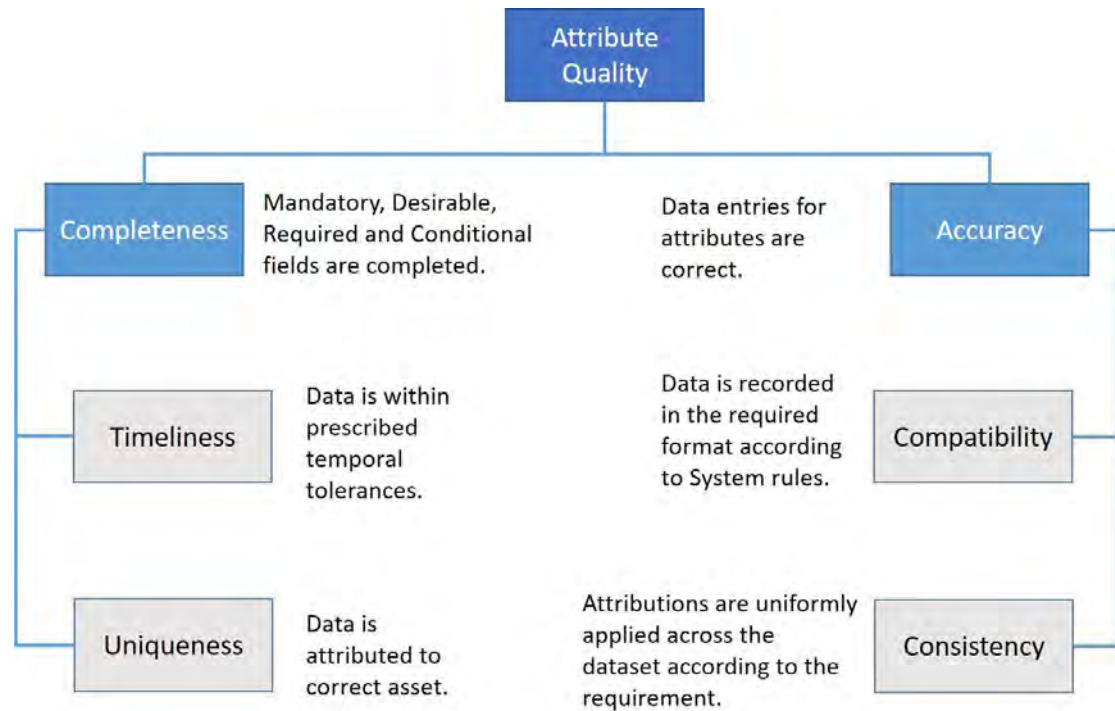 Attribute
Quality
Completeness
Mandatory, Desirable,
Required and Conditional
fields are completed.
Data entries for
attributes are
correct.
Accuracy
Timeliness
Data is within
prescribed
temporal
tolerances.
Data is recorded
in the required
format according
to System rules.
Compatibility
Uniqueness
Data is
attributed to
correct asset.
Attributions are uniformly
applied across the
dataset according to the
requirement.
Consistency